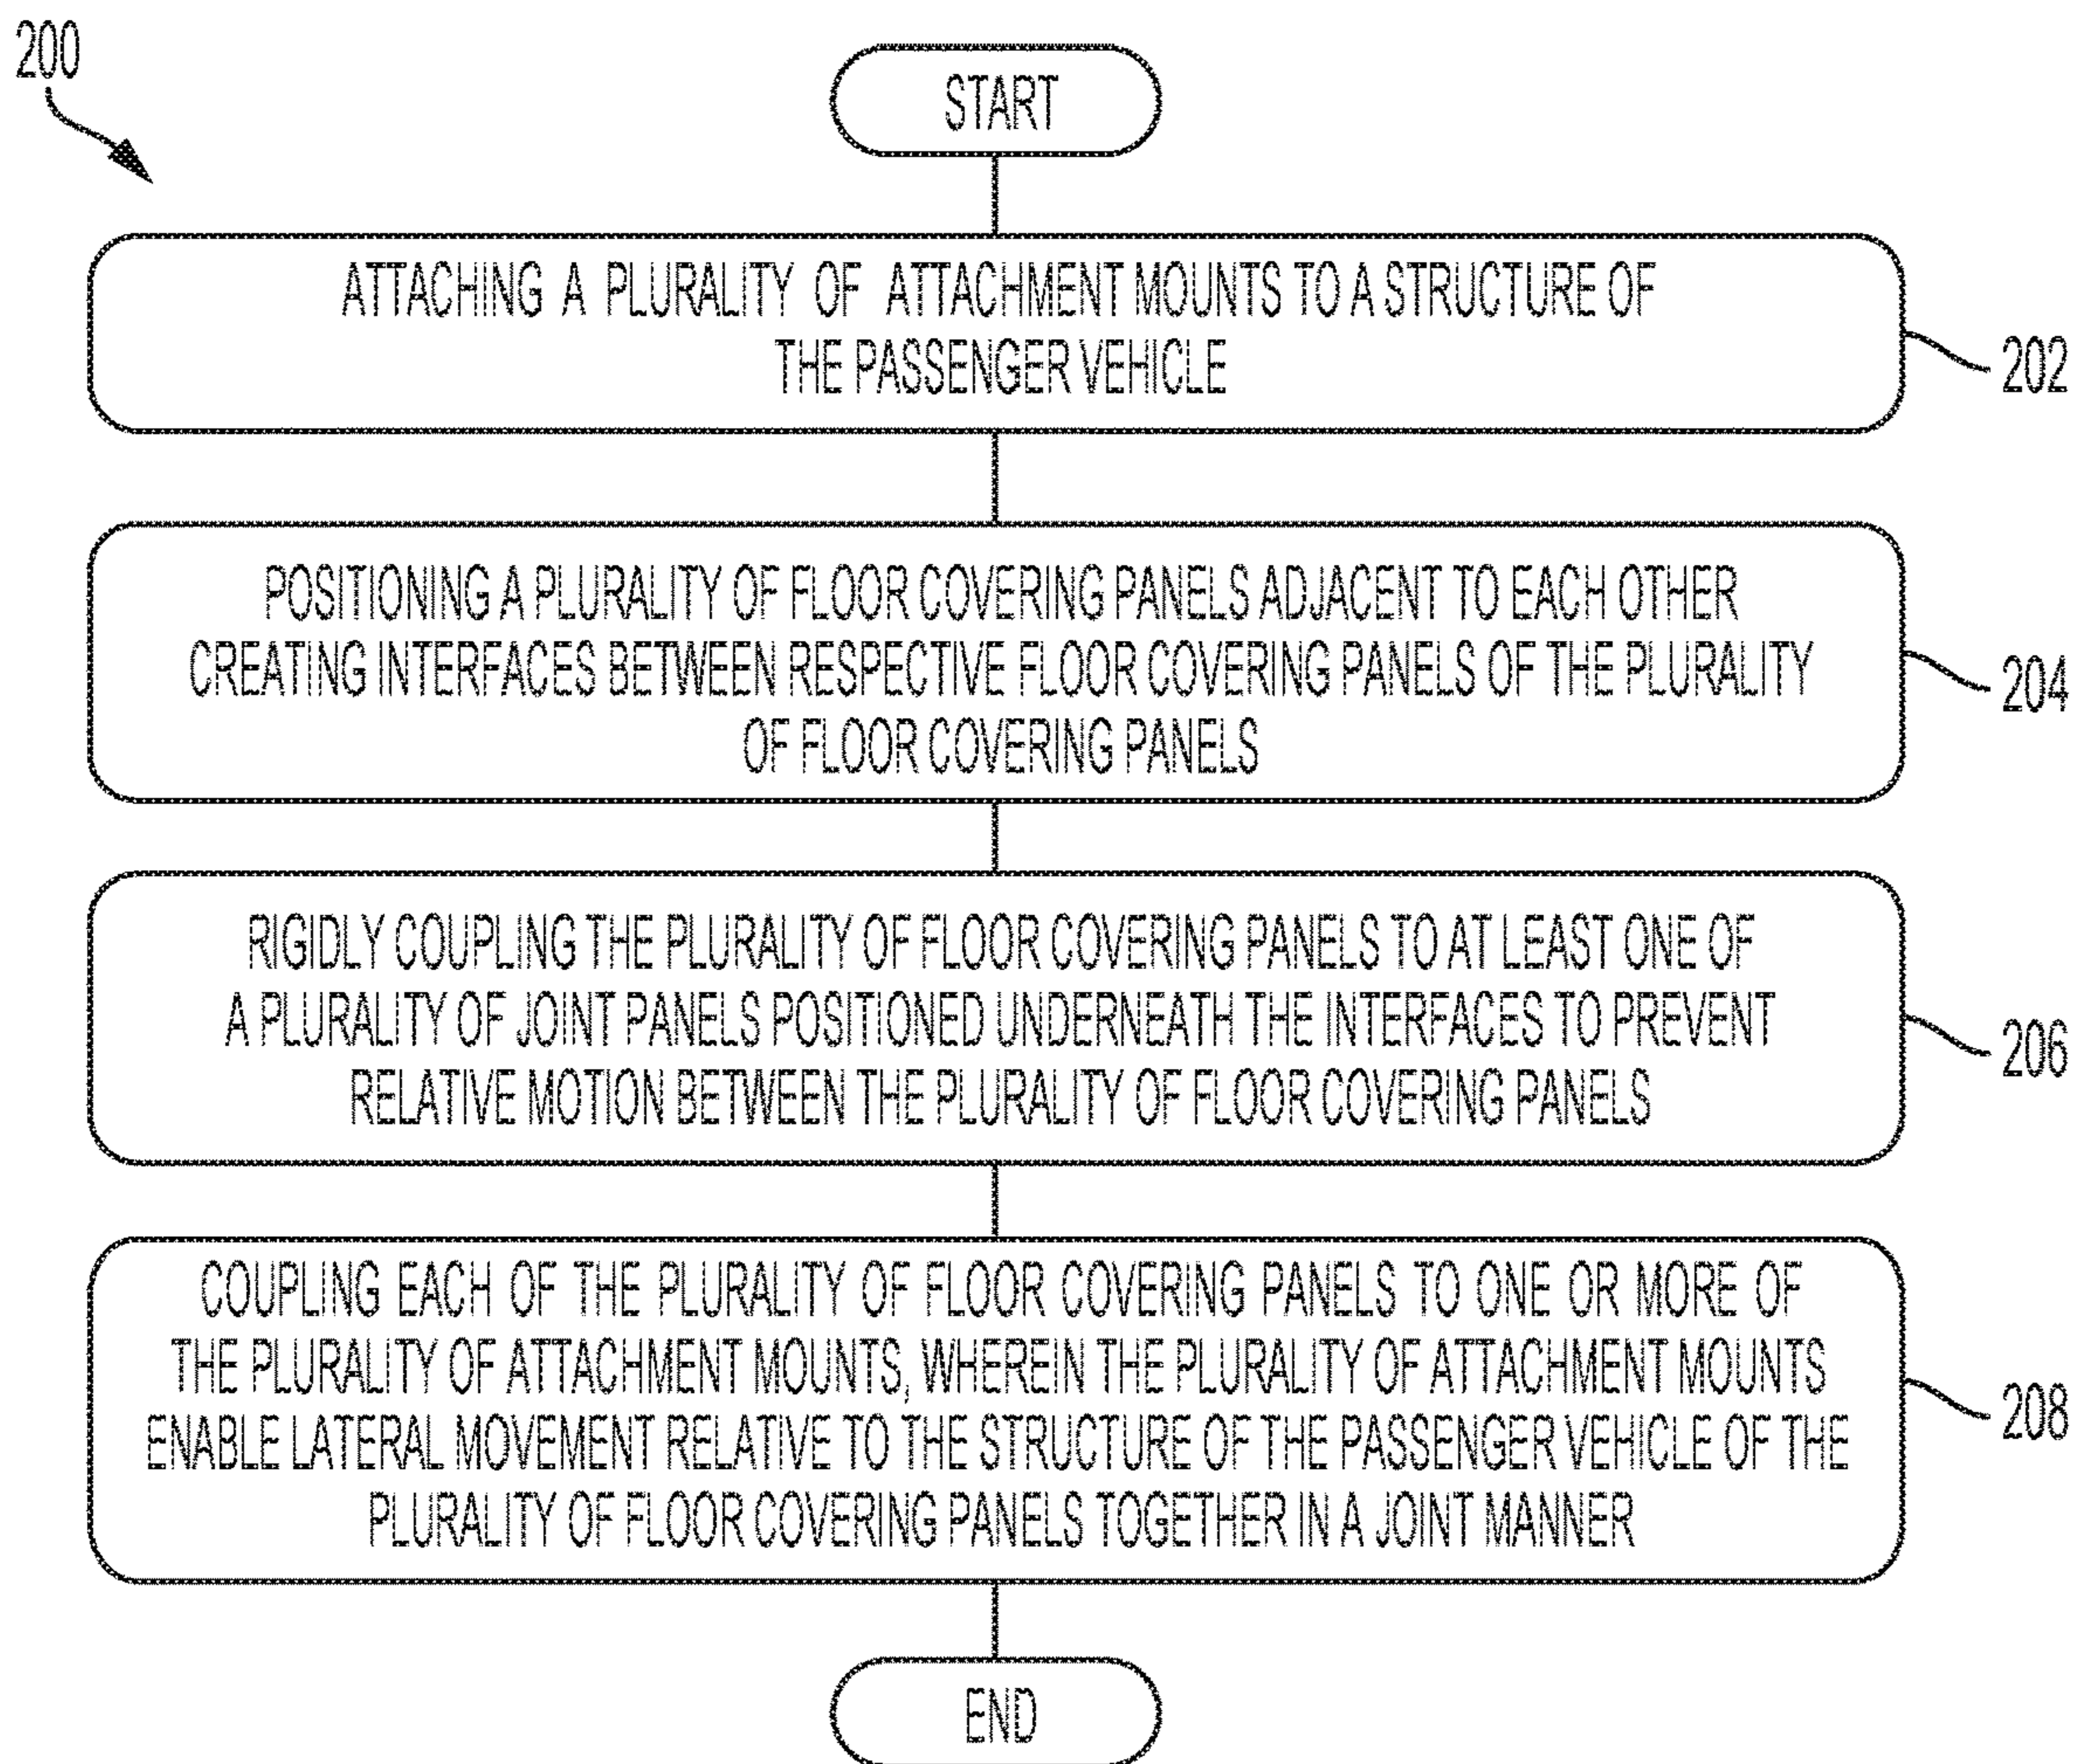 200
START
ATTACHING A PLURALITY OF ATTACHMENT MOUNTS TO A STRUCTURE OF
THE PASSENGER VEHICLE
202
POSITIONING A PLURALITY OF FLOOR COVERING PANELS ADJACENT TO EACH OTHER
CREATING INTERFACES BETWEEN RESPECTIVE FLOOR COVERING PANELS OF THE PLURALITY
OF FLOOR COVERING PANELS
204
RIGIDLY COUPLING THE PLURALITY OF FLOOR COVERING PANELS TO AT LEAST ONE OF
A PLURALITY OF JOINT PANELS POSITIONED UNDERNEATH THE INTERFACES TO PREVENT
RELATIVE MOTION BETWEEN THE PLURALITY OF FLOOR COVERING PANELS
206
COUPLING EACH OF THE PLURALITY OF FLOOR COVERING PANELS TO ONE OR MORE OF
THE PLURALITY OF ATTACHMENT MOUNTS, WHEREIN THE PLURALITY OF ATTACHMENT MOUNTS
ENABLE LATERAL MOVEMENT RELATIVE TO THE STRUCTURE OF THE PASSENGER VEHICLE OF THE
PLURALITY OF FLOOR COVERING PANELS TOGETHER IN A JOINT MANNER
208
END